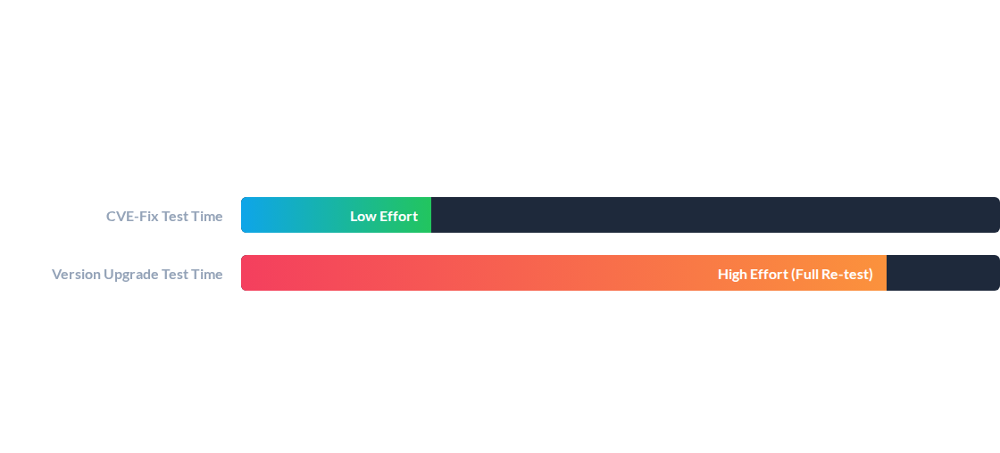 CVE-Fix Test Time
Low Effort
Version Upgrade Test Time
High Effort (Full Re-test)